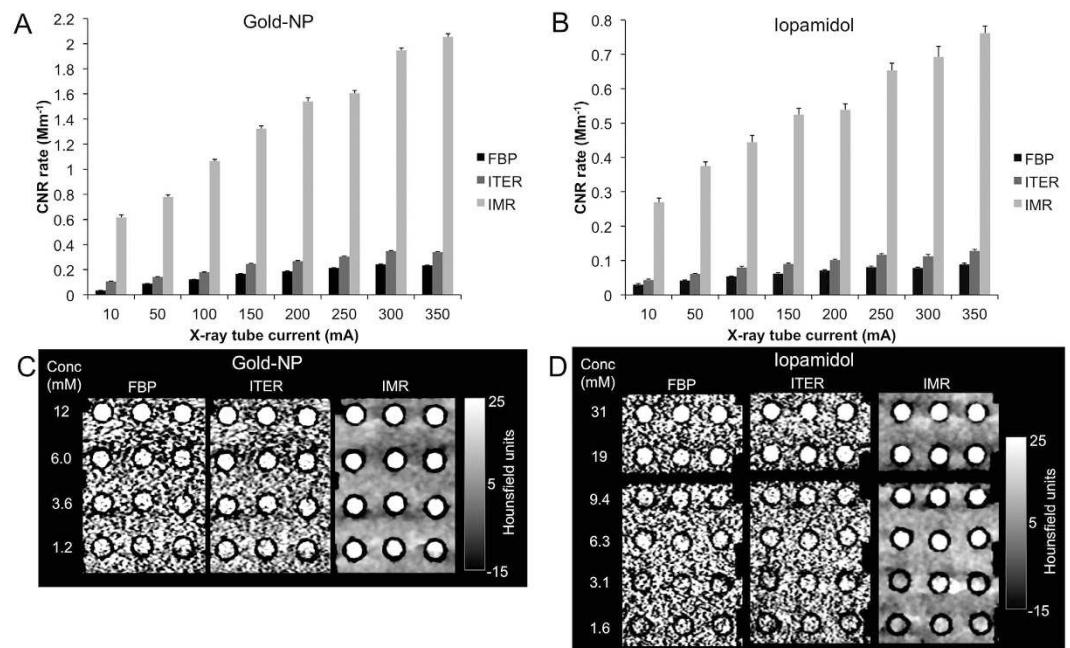 A
Gold-NP
CNR rate (Mm-1)
2.2
2
1.8
1.6
1.4
1.2
1
0.8
0.6
0.4
0.2
0
10 50 100 150 200 250 300 350
X-ray tube current (mA)
FBP
ITER
IMR
B
Iopamidol
CNR rate (Mm-1)
0.8
0.7
0.6
0.5
0.4
0.3
0.2
0.1
0
10 50 100 150 200 250 300 350
X-ray tube current (mA)
FBP
ITER
IMR
C
Gold-NP
Conc
(mM)
FBP ITER IMR
12
6.0
3.6
1.2
25
5
-15
Hounsfield units
D
Iopamidol
Conc
(mM)
FBP ITER IMR
31
19
9.4
6.3
3.1
1.6
25
5
-15
Hounsfield units